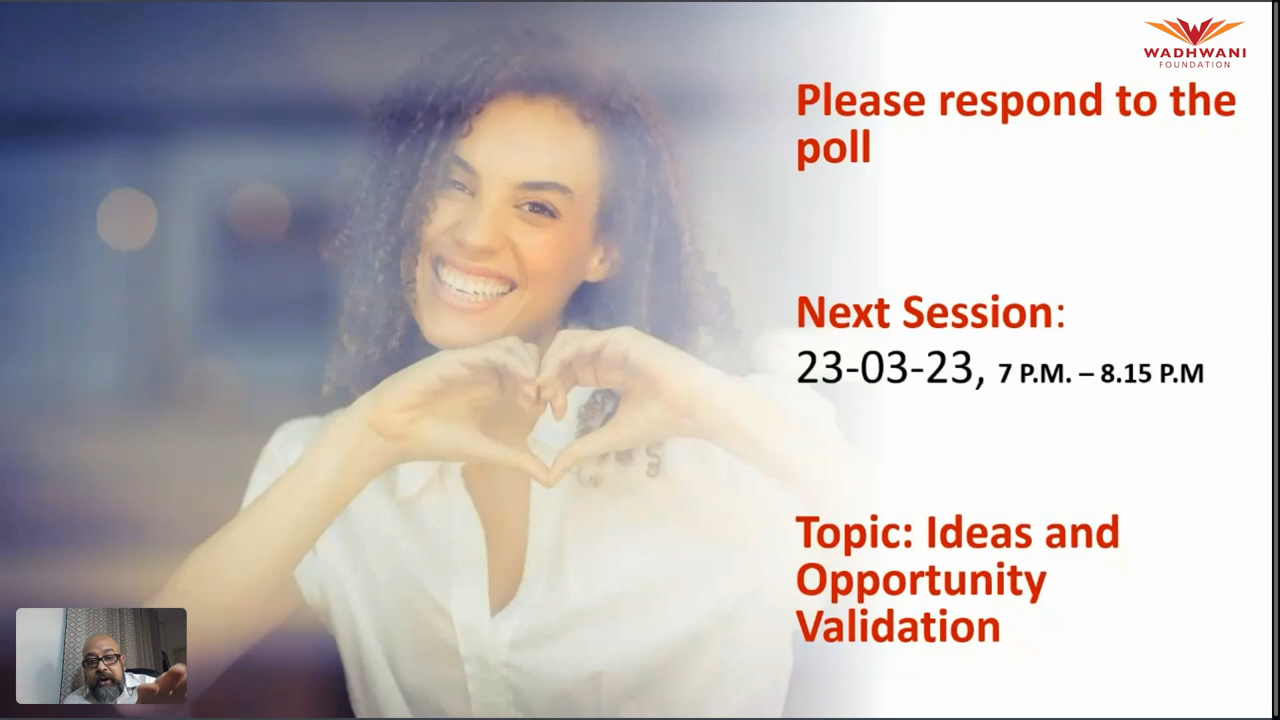 WADHWANI
FOUNDATION
Please respond to the
poll
Next Session:
23-03-23, 7 P.M. – 8.15 P.M
Topic: Ideas and
Opportunity
Validation